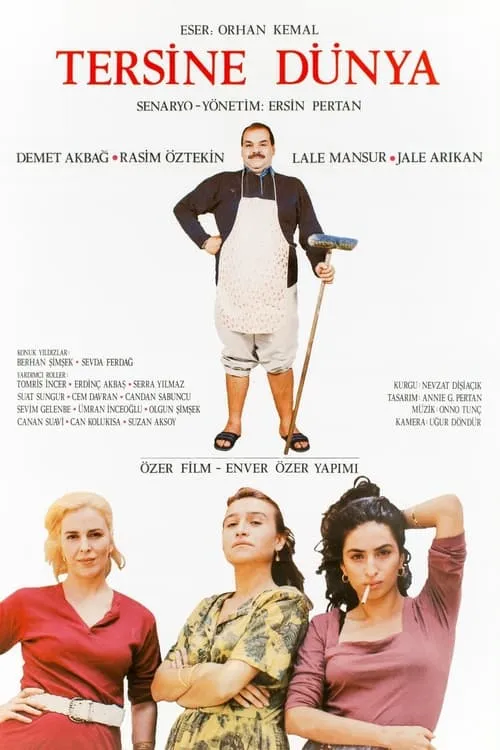 ESER: ORHAN KEMAL
TERSİNE DÜNYA
SENARYO-YÖNETİM: ERSİN PERTAN
DEMET AKBAĞ • RASİM ÖZTEKİN LALE MANSUR • JALE ARIKAN
KONUK YILDIZLAR:
BERHAN ŞİMŞEK • SEVDA FERDAĞ
YARDIMCI ROLLER:
TOMRİS İNCER • ERDİNÇ AKBAŞ • SERRA YILMAZ
SUAT SUNGUR • CEM DAVRAN • CANDAN SABUNCU
SEVİM GELENBE • ÜMRAN İNCEOĞLU • OLGUN ŞİMŞEK
CANAN SUAVİ • CAN KOLUKISA • SUZAN AKSOY
KURGU: NEVZAT DİŞİAÇIK
TASARIM: ANNIE G. PERTAN
MÜZİK: ONNO TUNÇ
KAMERA: UĞUR DÖNDÜR
ÖZER FİLM - ENVER ÖZER YAPIMI